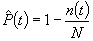 P̂(t) = 1 − n(t)/N